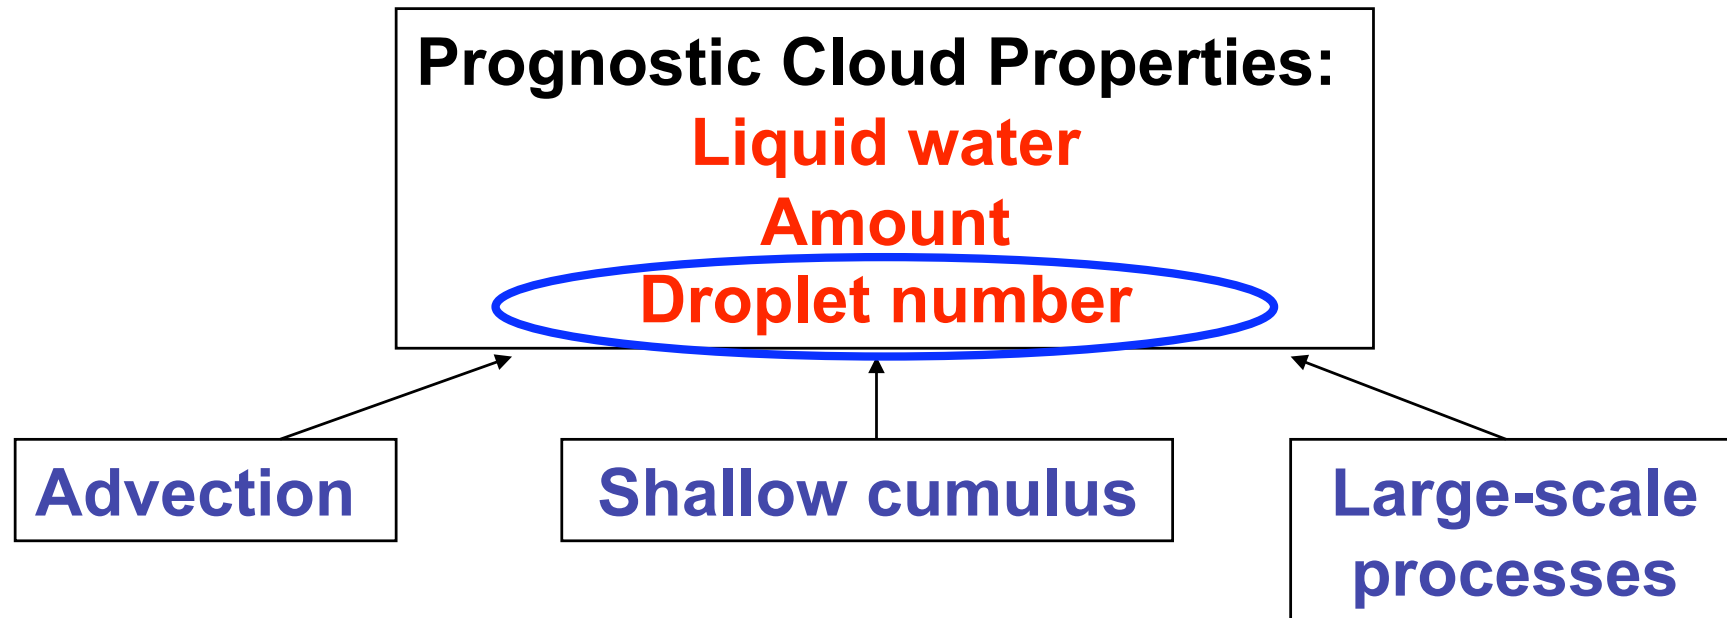 Prognostic Cloud Properties:
Liquid water
Amount
Droplet number
Advection
Shallow cumulus
Large-scale
processes